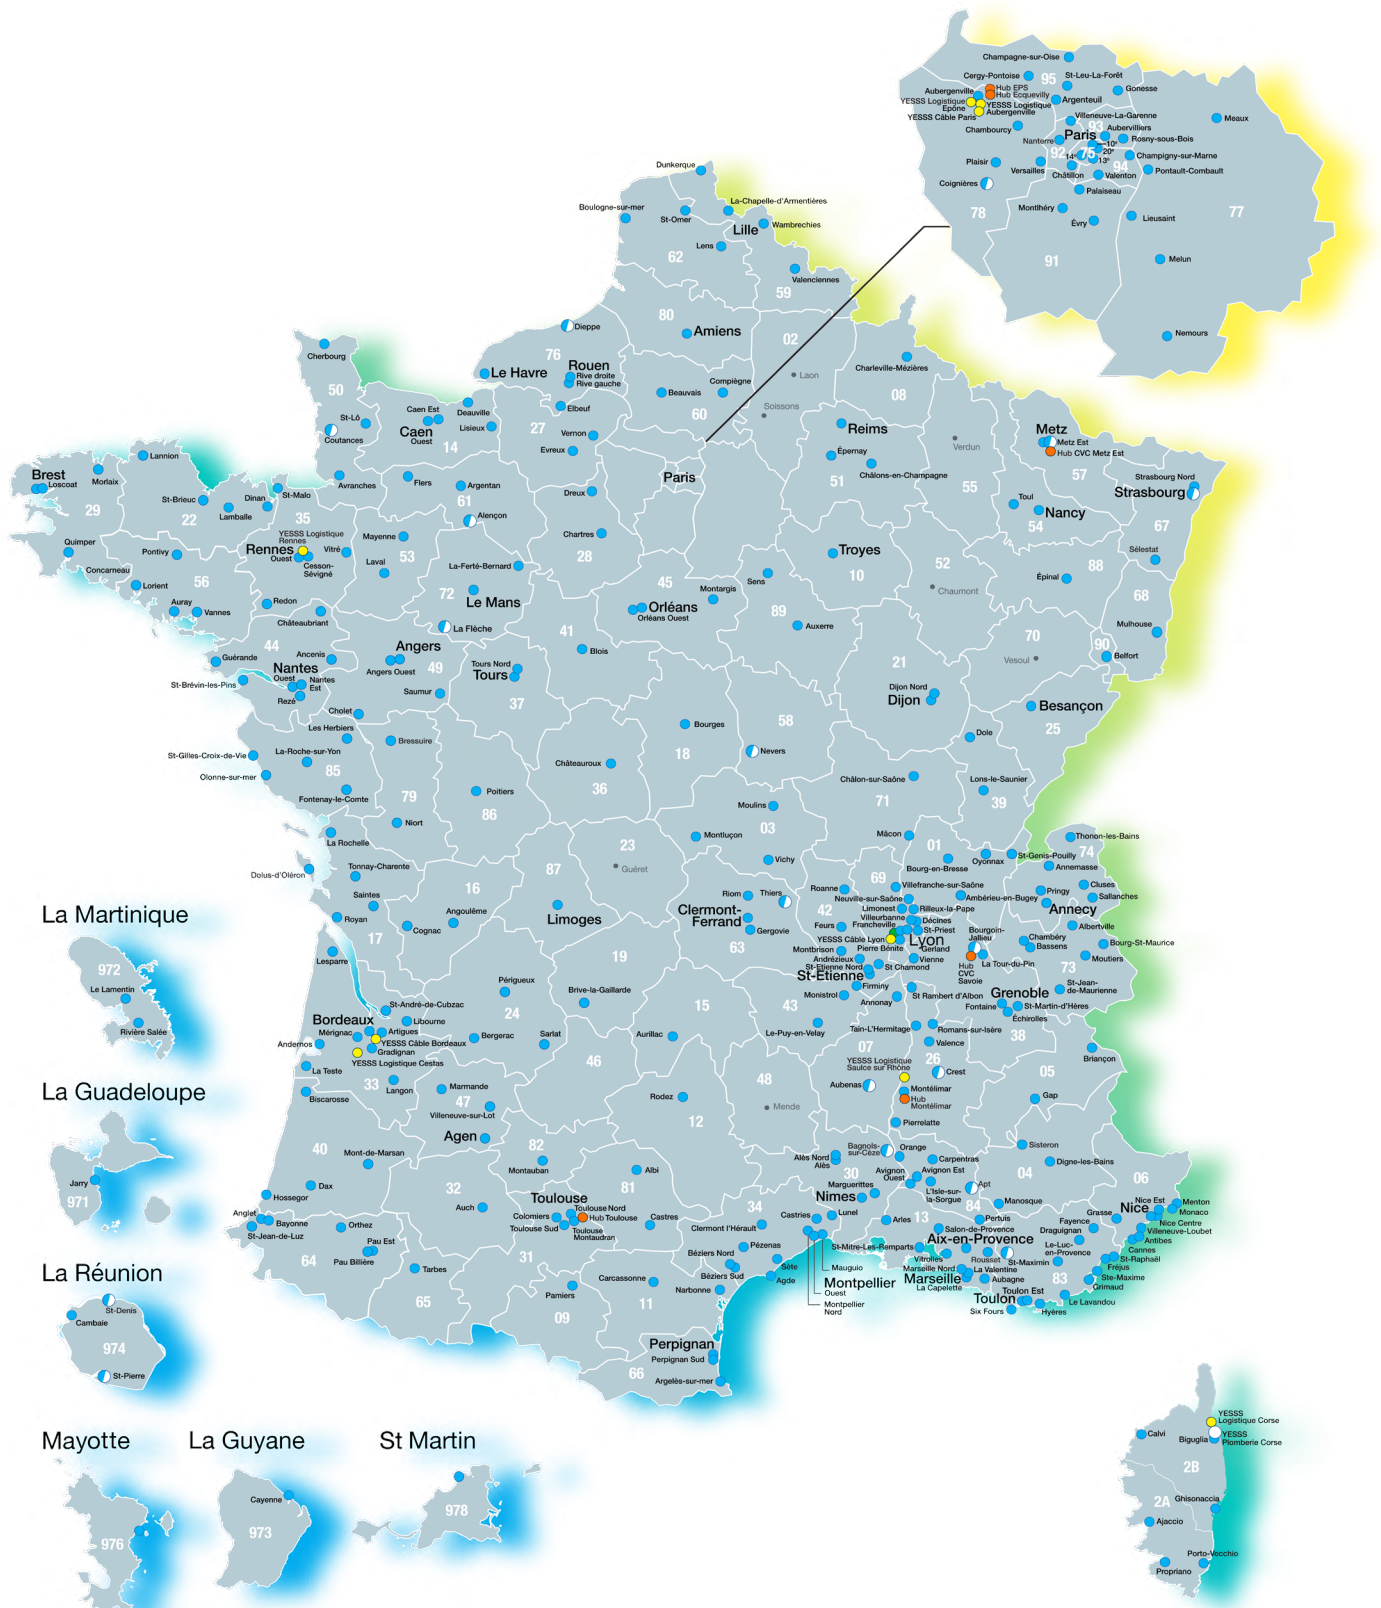 Champagne-sur-Oise
Cergy-Pontoise
95
St-Leu-La-Forêt
Hub EPS
Aubergenville
Hub Ecquevilly
Gonesse
YESSS Logistique
Epône
YESSS Logistique
Aubergenville
Argenteuil
YESSS Câble Paris
Villeneuve-La-Garenne
Meaux
Chambourcy
93
Aubervilliers
Paris
Nanterre
Rosny-sous-Bois
10e
20e
92
75
14e
13e
Champigny-sur-Marne
Plaisir
Versailles
94
Pontault-Combault
Châtillon
Valenton
Coignières
Palaiseau
78
Montlhéry
Évry
Lieusaint
77
91
Melun
Nemours
Dunkerque
Boulogne-sur-mer
St-Omer
La-Chapelle-d'Armentières
Lille
Wambrechies
Lens
62
Valenciennes
59
80
Amiens
02
Dieppe
76
Rouen
Rive droite
Rive gauche
Le Havre
Laon
Charleville-Mézières
08
Cherbourg
50
Beauvais
Compiègne
60
Soissons
St-Lô
Coutances
Caen Est
Caen
Ouest
14
Deauville
Lisieux
27
Elbeuf
Vernon
Evreux
Reims
Épernay
Châlons-en-Champagne
51
Verdun
55
Metz
Metz Est
Hub CVC Metz Est
57
Strasbourg Nord
Strasbourg
67
Brest
Loscoat
Morlaix
Lannion
29
St-Brieuc
22
Lamballe
Dinan
St-Malo
35
Avranches
Flers
Argentan
61
Alençon
Dreux
Paris
Toul
Nancy
54
Chartres
28
Quimper
Concarneau
Pontivy
YESSS Logistique
Rennes
Rennes
Ouest
Cesson-
Sévigné
Vitré
Mayenne
53
Laval
La-Ferté-Bernard
Troyes
10
52
Chaumont
Épinal
88
Sélestat
68
Lorient
56
Auray
Vannes
Redon
Châteaubriant
72
Le Mans
La Flèche
45
Orléans
Orléans Ouest
Montargis
Sens
89
Auxerre
Mulhouse
41
Blois
44
Guérande
Ancenis
Nantes
Ouest
Nantes
Est
Rezé
St-Brévin-les-Pins
Angers
Angers Ouest
49
Saumur
Cholet
Tours Nord
Tours
37
21
Dijon Nord
Dijon
70
Vesoul
90
Belfort
Besançon
25
Les Herbiers
St-Gilles-Croix-de-Vie
La-Roche-sur-Yon
Olonne-sur-mer
85
Fontenay-le-Comte
Bressuire
79
Poitiers
86
Niort
Bourges
18
58
Nevers
Châteauroux
36
Dole
Lons-le-Saunier
39
Châlon-sur-Saône
71
Moulins
03
Montluçon
Vichy
Mâcon
La Rochelle
Tonnay-Charente
Dolus-d'Oléron
Saintes
Royan
17
Cognac
Angoulême
16
87
Limoges
23
Guéret
Riom
Thiers
Clermont-
Ferrand
Gergovie
63
01
Bourg-en-Bresse
Oyonnax
St-Genis-Pouilly
Thonon-les-Bains
74
Annemasse
69
Roanne
42
Feurs
Villefranche-sur-Saône
Neuville-sur-Saône
Limonest
Rilleux-la-Pape
Villeurbanne
Décines
Francheville
St-Priest
YESSS Câble Lyon
Lyon
Pierre Bénite
Gerland
Ambérieu-en-Bugey
Pringy
Cluses
Sallanches
Annecy
Albertville
Bourg-St-Maurice
Bourgoin-
Jallieu
La Tour-du-Pin
Hub
CVC
Savoie
Chambéry
Bassens
Moutiers
73
Montbrison
Andrézieux
Vienne
St-Etienne Nord
St Chamond
St-Etienne
Firminy
Monistrol
Annonay
St Rambert d'Albon
Grenoble
Fontaine
St-Martin-d'Hères
Échirolles
38
St-Jean-
de-Maurienne
Lesparre
St-André-de-Cubzac
Libourne
Bordeaux
Mérignac
Artigues
YESSS Câble Bordeaux
Gradignan
YESSS Logistique Cestas
Andernos
La Teste
Biscarosse
33
Langon
Périgueux
24
Bergerac
Sarlat
Brive-la-Gaillarde
19
15
Aurillac
46
43
Le-Puy-en-Velay
Tain-L'Hermitage
Romans-sur-Isère
07
Valence
26
YESSS Logistique
Saulce sur Rhône
Crest
Aubenas
Montélimar
Hub
Montélimar
Pierrelatte
Briançon
05
Gap
48
Mende
Marmande
47
Villeneuve-sur-Lot
Agen
Rodez
12
40
Mont-de-Marsan
Dax
Hossegor
Anglet
Bayonne
St-Jean-de-Luz
Orthez
Pau Est
Pau Billière
64
Tarbes
65
82
Montauban
32
Auch
Albi
81
Toulouse
Toulouse Nord
Colomiers
Hub Toulouse
Toulouse Sud
Toulouse
Montaudran
31
Castres
Pamiers
09
Carcassonne
11
Narbonne
Perpignan
Perpignan Sud
66
Argelès-sur-mer
Bagnols-
sur-Cèze
Alès Nord
Alès
30
Marguerittes
Nîmes
Lunel
Castries
34
Clermont l'Hérault
Pézenas
Béziers Nord
Béziers Sud
Sète
Agde
Mauguio
Montpellier
Ouest
Montpellier
Nord
Orange
Carpentras
Avignon
Ouest
Avignon Est
L'Isle-sur-
la-Sorgue
Apt
84
Arles
13
Pertuis
Salon-de-Provence
Aix-en-Provence
St-Mitre-Les-Remparts
Vitrolles
Rousset
St-Maximin
Marseille Nord
La Valentine
Marseille
La Capelette
Aubagne
Toulon Est
Toulon
Six Fours
Hyères
Sisteron
Digne-les-Bains
04
Manosque
06
Nice Est
Nice
Menton
Monaco
Nice Centre
Grasse
Villeneuve-Loubet
Antibes
Cannes
Fayence
Draguignan
Le-Luc-
en-Provence
83
St-Raphaël
Fréjus
Ste-Maxime
Grimaud
Le Lavandou
La Martinique
972
Le Lamentin
Rivière Salée
La Guadeloupe
Jarry
971
La Réunion
St-Denis
Cambaie
974
St-Pierre
Mayotte
976
La Guyane
Cayenne
973
St Martin
978
YESSS
Logistique Corse
Calvi
Biguglia
YESSS
Plomberie Corse
2B
2A
Ghisonaccia
Ajaccio
Porto-Vecchio
Propriano